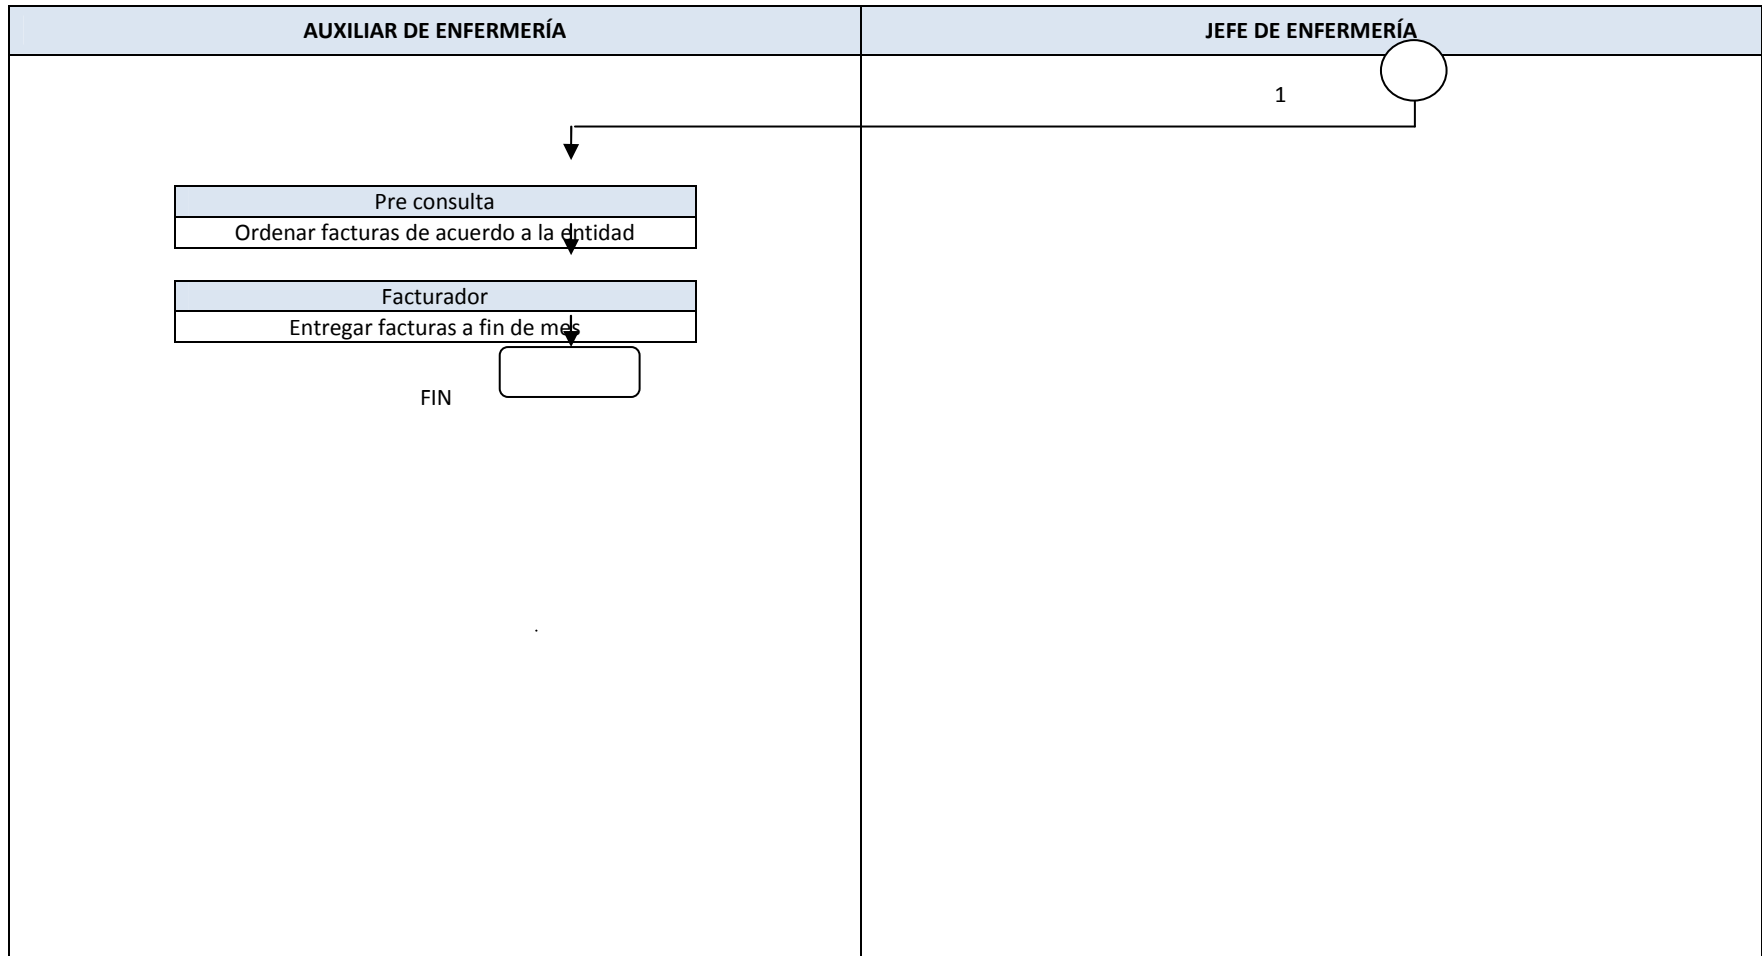 AUXILIAR DE ENFERMERÍA
JEFE DE ENFERMERÍA
1
Pre consulta
Ordenar facturas de acuerdo a la entidad
Facturador
Entregar facturas a fin de mes
FIN
.